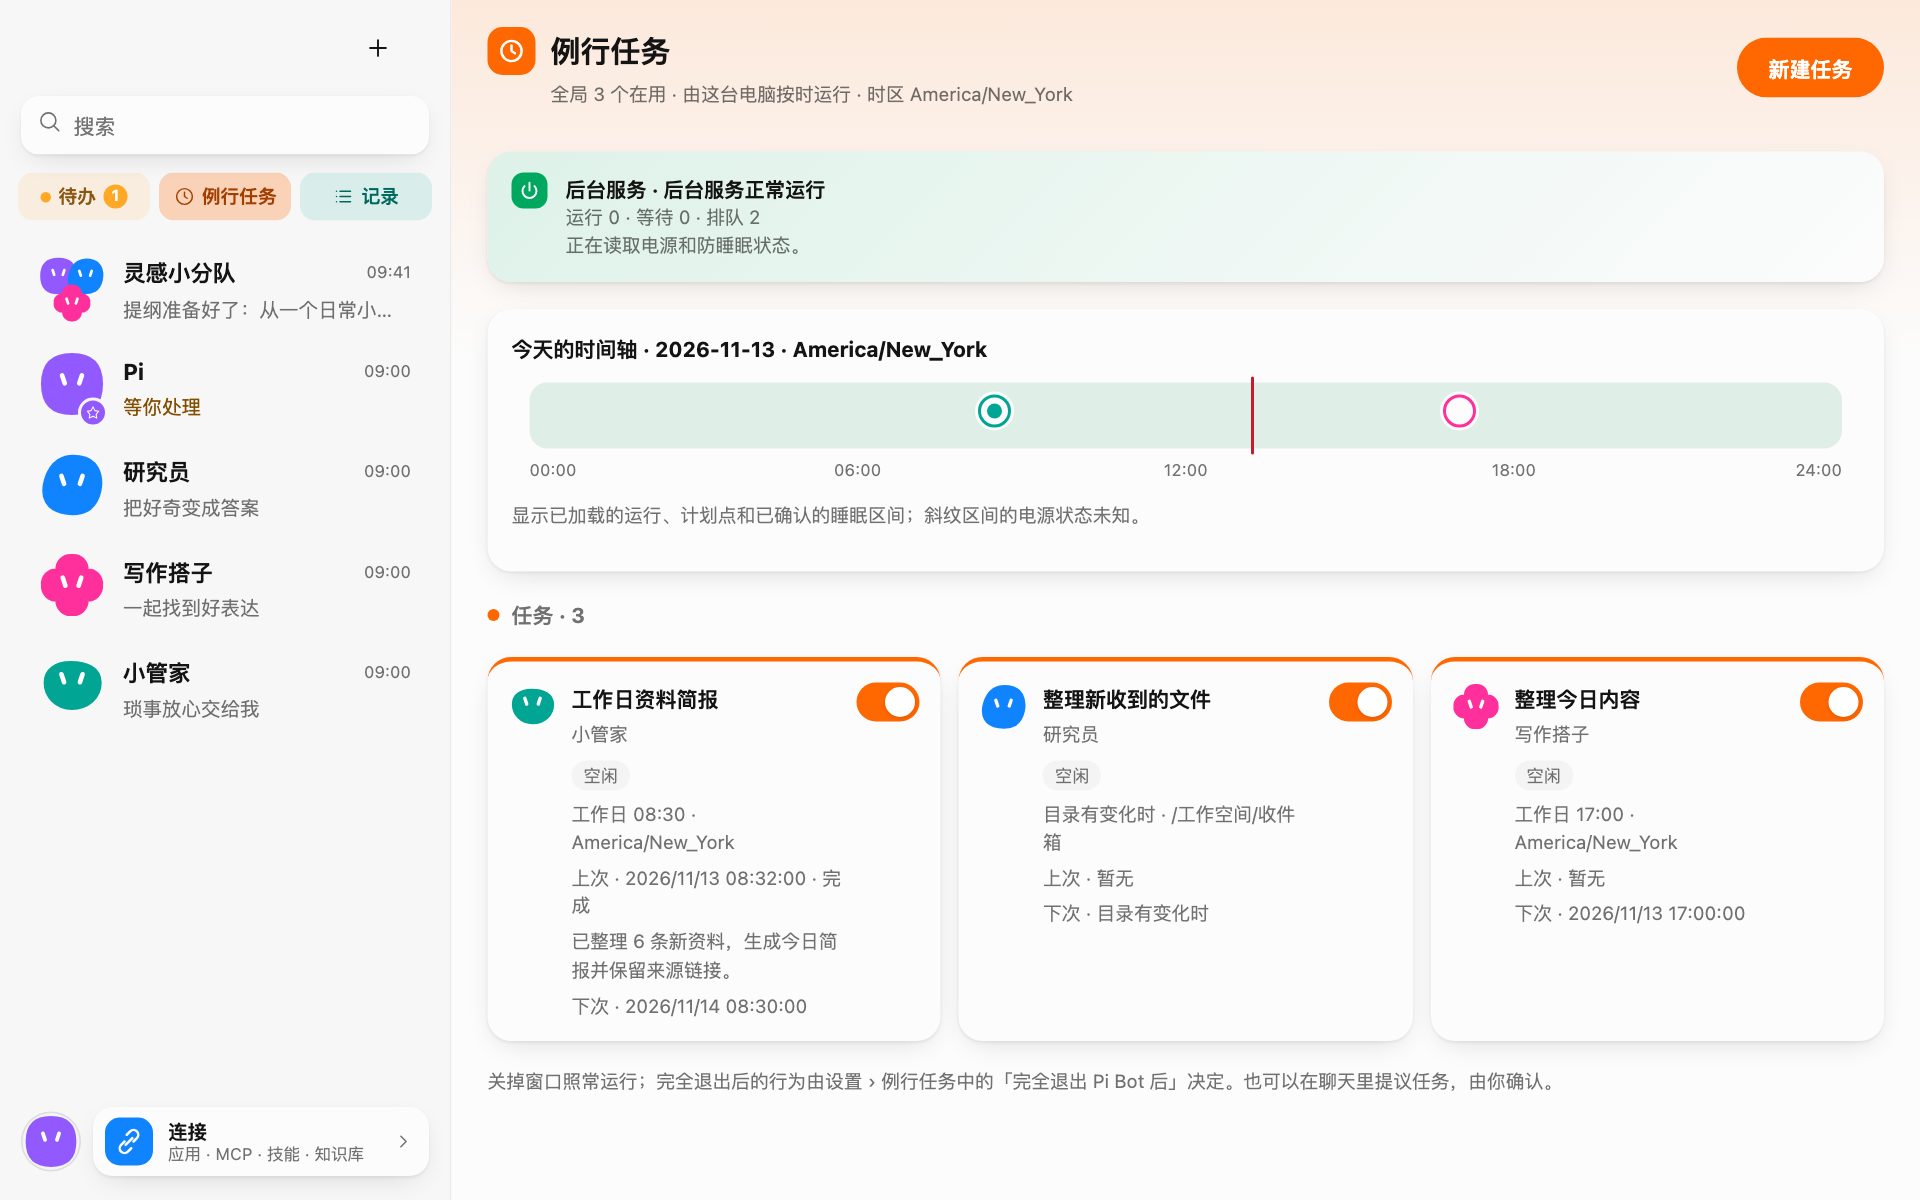 搜索
待办 1
例行任务
记录
灵感小分队 09:41
提纲准备好了：从一个日常小...
Pi 09:00
等你处理
研究员 09:00
把好奇变成答案
写作搭子 09:00
一起找到好表达
小管家 09:00
琐事放心交给我
连接
应用 · MCP · 技能 · 知识库
例行任务
全局 3 个在用 · 由这台电脑按时运行 · 时区 America/New_York
新建任务
后台服务 · 后台服务正常运行
运行 0 · 等待 0 · 排队 2
正在读取电源和防睡眠状态。
今天的时间轴 · 2026-11-13 · America/New_York
00:00 06:00 12:00 18:00 24:00
显示已加载的运行、计划点和已确认的睡眠区间；斜纹区间的电源状态未知。
任务 · 3
工作日资料简报
小管家
空闲
工作日 08:30 ·
America/New_York
上次 · 2026/11/13 08:32:00 · 完
成
已整理 6 条新资料，生成今日简
报并保留来源链接。
下次 · 2026/11/14 08:30:00
整理新收到的文件
研究员
空闲
目录有变化时 · /工作空间/收件
箱
上次 · 暂无
下次 · 目录有变化时
整理今日内容
写作搭子
空闲
工作日 17:00 ·
America/New_York
上次 · 暂无
下次 · 2026/11/13 17:00:00
关掉窗口照常运行；完全退出后的行为由设置 › 例行任务中的「完全退出 Pi Bot 后」决定。也可以在聊天里提议任务，由你确认。